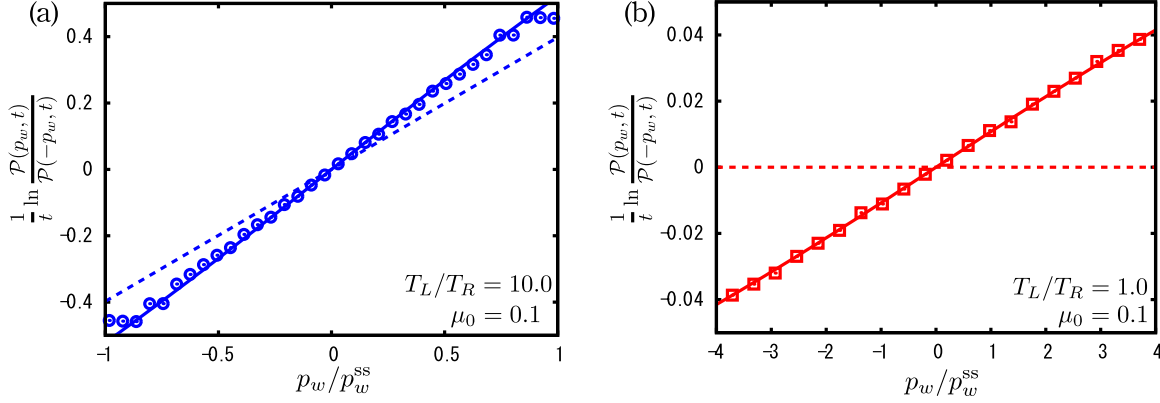 (a)
1/t ln P(p_w, t)/P(−p_w, t)
0.4
0.2
0
-0.2
-0.4
T_L/T_R = 10.0
μ_0 = 0.1
-1 -0.5 0 0.5 1
p_w/p_w^ss
(b)
1/t ln P(p_w, t)/P(−p_w, t)
0.04
0.02
0
-0.02
-0.04
T_L/T_R = 1.0
μ_0 = 0.1
-4 -3 -2 -1 0 1 2 3 4
p_w/p_w^ss